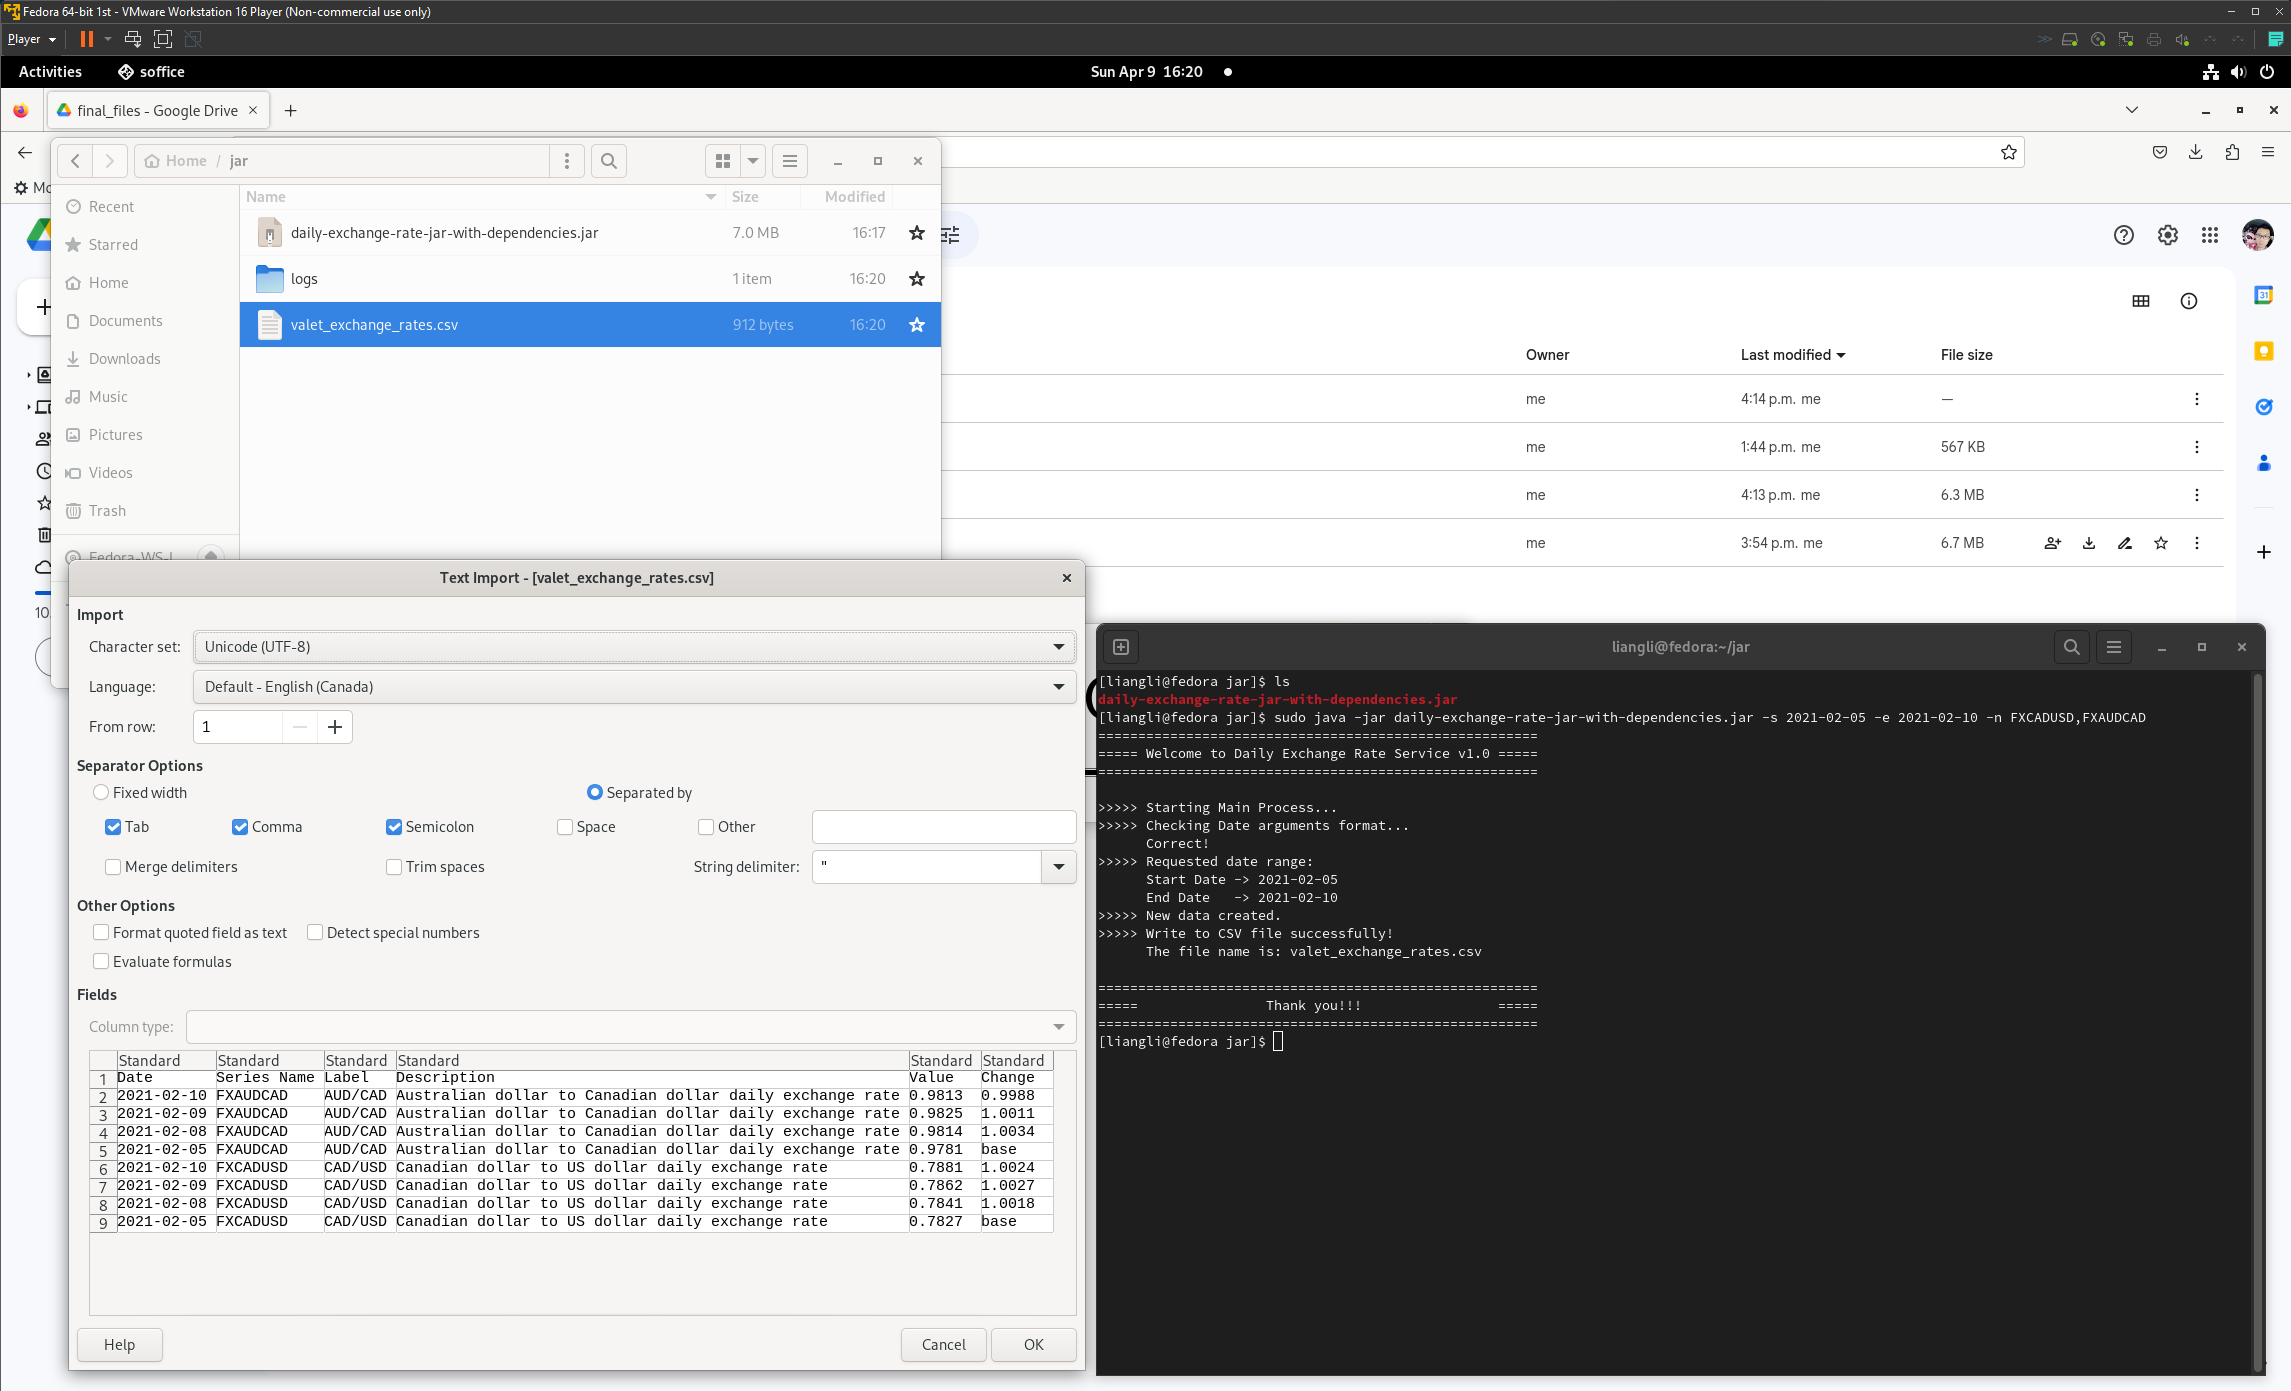 Fedora 64-bit 1st - VMware Workstation 16 Player (Non-commercial use only)
Player
Activities
soffice
Sun Apr 9 16:20
final_files - Google Drive
Home / jar
Name Size Modified
Recent
Starred
Home
Documents
Downloads
Music
Pictures
Videos
Trash
daily-exchange-rate-jar-with-dependencies.jar 7.0 MB 16:17
logs 1 item 16:20
valet_exchange_rates.csv 912 bytes 16:20
Owner Last modified File size
me 4:14 p.m. me —
me 1:44 p.m. me 567 KB
me 4:13 p.m. me 6.3 MB
me 3:54 p.m. me 6.7 MB
31
10.
Text Import - [valet_exchange_rates.csv]
Import
Character set: Unicode (UTF-8)
Language: Default - English (Canada)
From row: 1
Separator Options
Fixed width Separated by
Tab Comma Semicolon Space Other
Merge delimiters Trim spaces String delimiter: "
Other Options
Format quoted field as text Detect special numbers
Evaluate formulas
Fields
Column type:
Standard Standard Standard Standard Standard Standard
1 Date Series Name Label Description Value Change
2 2021-02-10 FXAUDCAD AUD/CAD Australian dollar to Canadian dollar daily exchange rate 0.9813 0.9988
3 2021-02-09 FXAUDCAD AUD/CAD Australian dollar to Canadian dollar daily exchange rate 0.9825 1.0011
4 2021-02-08 FXAUDCAD AUD/CAD Australian dollar to Canadian dollar daily exchange rate 0.9814 1.0034
5 2021-02-05 FXAUDCAD AUD/CAD Australian dollar to Canadian dollar daily exchange rate 0.9781 base
6 2021-02-10 FXCADUSD CAD/USD Canadian dollar to US dollar daily exchange rate 0.7881 1.0024
7 2021-02-09 FXCADUSD CAD/USD Canadian dollar to US dollar daily exchange rate 0.7862 1.0027
8 2021-02-08 FXCADUSD CAD/USD Canadian dollar to US dollar daily exchange rate 0.7841 1.0018
9 2021-02-05 FXCADUSD CAD/USD Canadian dollar to US dollar daily exchange rate 0.7827 base
Help Cancel OK
liangli@fedora:~/jar
[liangli@fedora jar]$ ls
daily-exchange-rate-jar-with-dependencies.jar
[liangli@fedora jar]$ sudo java -jar daily-exchange-rate-jar-with-dependencies.jar -s 2021-02-05 -e 2021-02-10 -n FXCADUSD,FXAUDCAD
=======================================================
===== Welcome to Daily Exchange Rate Service v1.0 =====
=======================================================
>>>>> Starting Main Process...
>>>>> Checking Date arguments format...
Correct!
>>>>> Requested date range:
Start Date -> 2021-02-05
End Date -> 2021-02-10
>>>>> New data created.
>>>>> Write to CSV file successfully!
The file name is: valet_exchange_rates.csv
=======================================================
===== Thank you!!! =====
=======================================================
[liangli@fedora jar]$